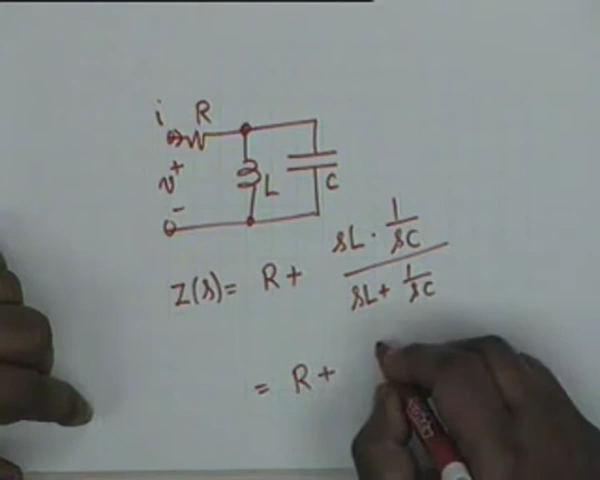 i R
+
v L C
-
Z(s) = R + (sL · 1/sC) / (sL + 1/sC)
= R +